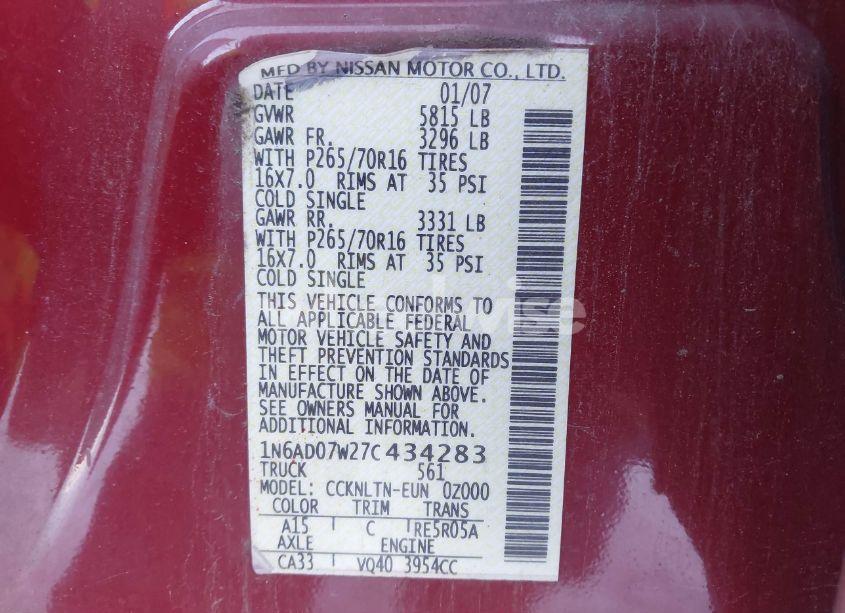 MFD BY NISSAN MOTOR CO., LTD.
DATE 01/07
GVWR 5815 LB
GAWR FR. 3296 LB
WITH P265/70R16 TIRES
16X7.0 RIMS AT 35 PSI
COLD SINGLE
GAWR RR. 3331 LB
WITH P265/70R16 TIRES
16X7.0 RIMS AT 35 PSI
COLD SINGLE
THIS VEHICLE CONFORMS TO
ALL APPLICABLE FEDERAL
MOTOR VEHICLE SAFETY AND
THEFT PREVENTION STANDARDS
IN EFFECT ON THE DATE OF
MANUFACTURE SHOWN ABOVE.
SEE OWNERS MANUAL FOR
ADDITIONAL INFORMATION.
1N6AD07W27C434283
TRUCK 561
MODEL: CCKNLTN-EUN 0Z000
COLOR TRIM TRANS
A15 C RE5R05A
AXLE ENGINE
CA33 VQ40 3954CC